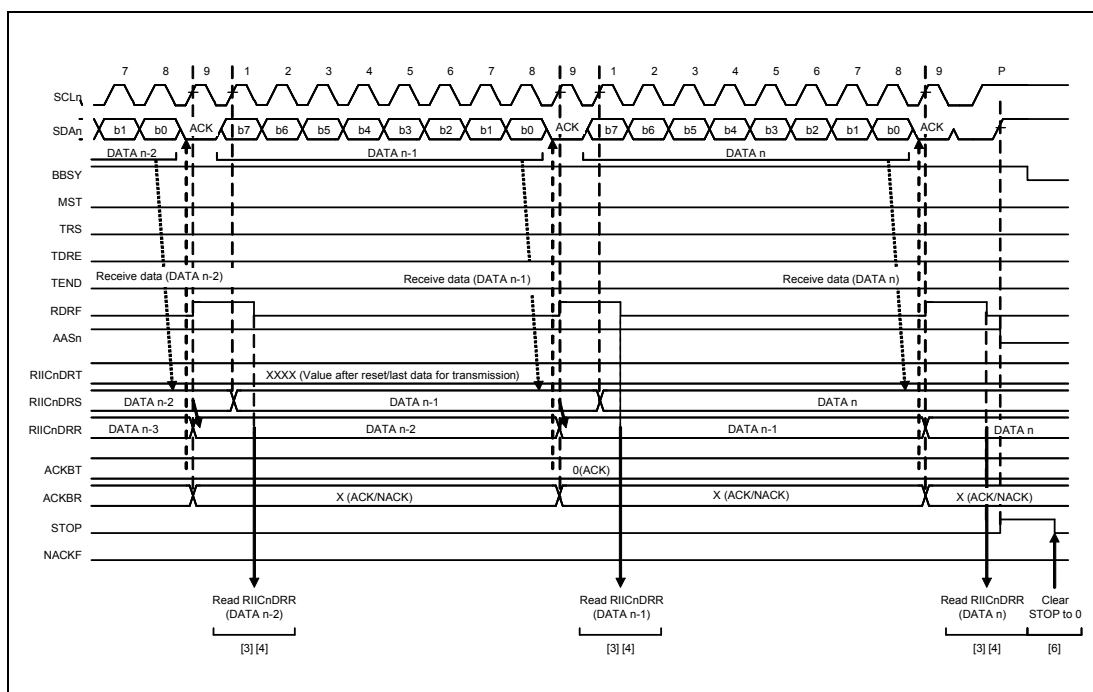 7 8 9 1 2 3 4 5 6 7 8 9 1 2 3 4 5 6 7 8 9 P
SCLn
SDAn b1 b0 ACK b7 b6 b5 b4 b3 b2 b1 b0 ACK b7 b6 b5 b4 b3 b2 b1 b0 ACK
DATA n-2 DATA n-1 DATA n
BBSY
MST
TRS
TDRE
TEND
Receive data (DATA n-2) Receive data (DATA n-1) Receive data (DATA n)
RDRF
AASn
RIICnDRT XXXX (Value after reset/last data for transmission)
RIICnDRS DATA n-2 DATA n-1 DATA n
RIICnDRR DATA n-3 DATA n-2 DATA n-1 DATA n
ACKBT 0(ACK)
ACKBR X (ACK/NACK) X (ACK/NACK) X (ACK/NACK)
STOP
NACKF
Read RIICnDRR Read RIICnDRR Read RIICnDRR Clear
(DATA n-2) (DATA n-1) (DATA n) STOP to 0
[3] [4] [3] [4] [3] [4] [6]